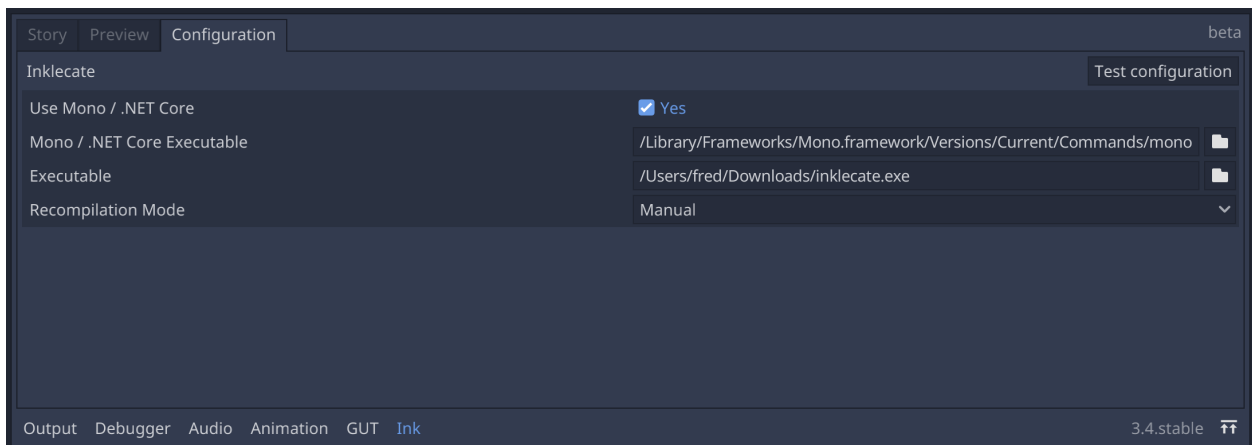 Story Preview Configuration beta
Inklecate Test configuration
Use Mono / .NET Core Yes
Mono / .NET Core Executable /Library/Frameworks/Mono.framework/Versions/Current/Commands/mono
Executable /Users/fred/Downloads/inklecate.exe
Recompilation Mode Manual
Output Debugger Audio Animation GUT Ink 3.4.stable